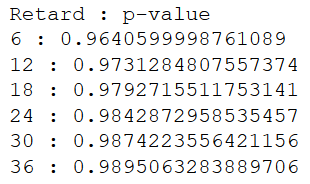 Retard : p-value
6 : 0.9640599998761089
12 : 0.9731284807557374
18 : 0.9792715511753141
24 : 0.9842872958535457
30 : 0.9874223556421156
36 : 0.9895063283889706